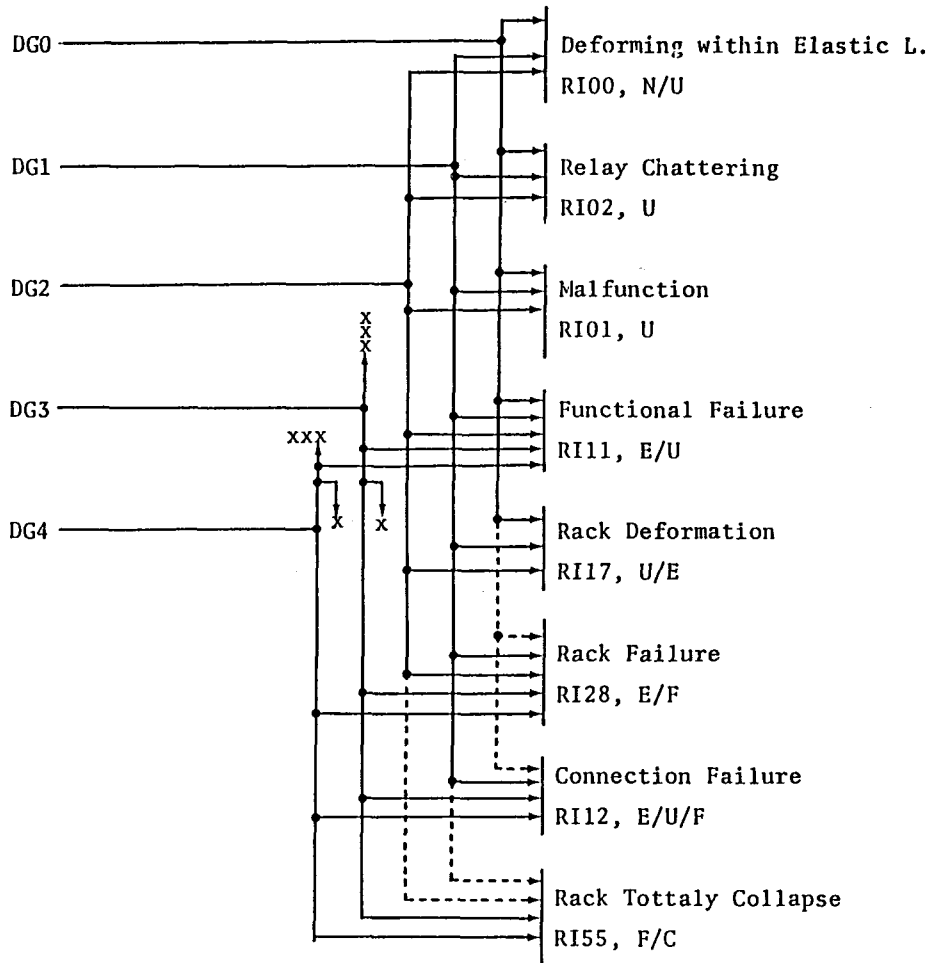 DG0
Deforming within Elastic L.
RI00, N/U
DG1
Relay Chattering
RI02, U
DG2
Malfunction
RI01, U
x
x
x
DG3
Functional Failure
RI11, E/U
xxx
x
x
DG4
Rack Deformation
RI17, U/E
Rack Failure
RI28, E/F
Connection Failure
RI12, E/U/F
Rack Tottaly Collapse
RI55, F/C